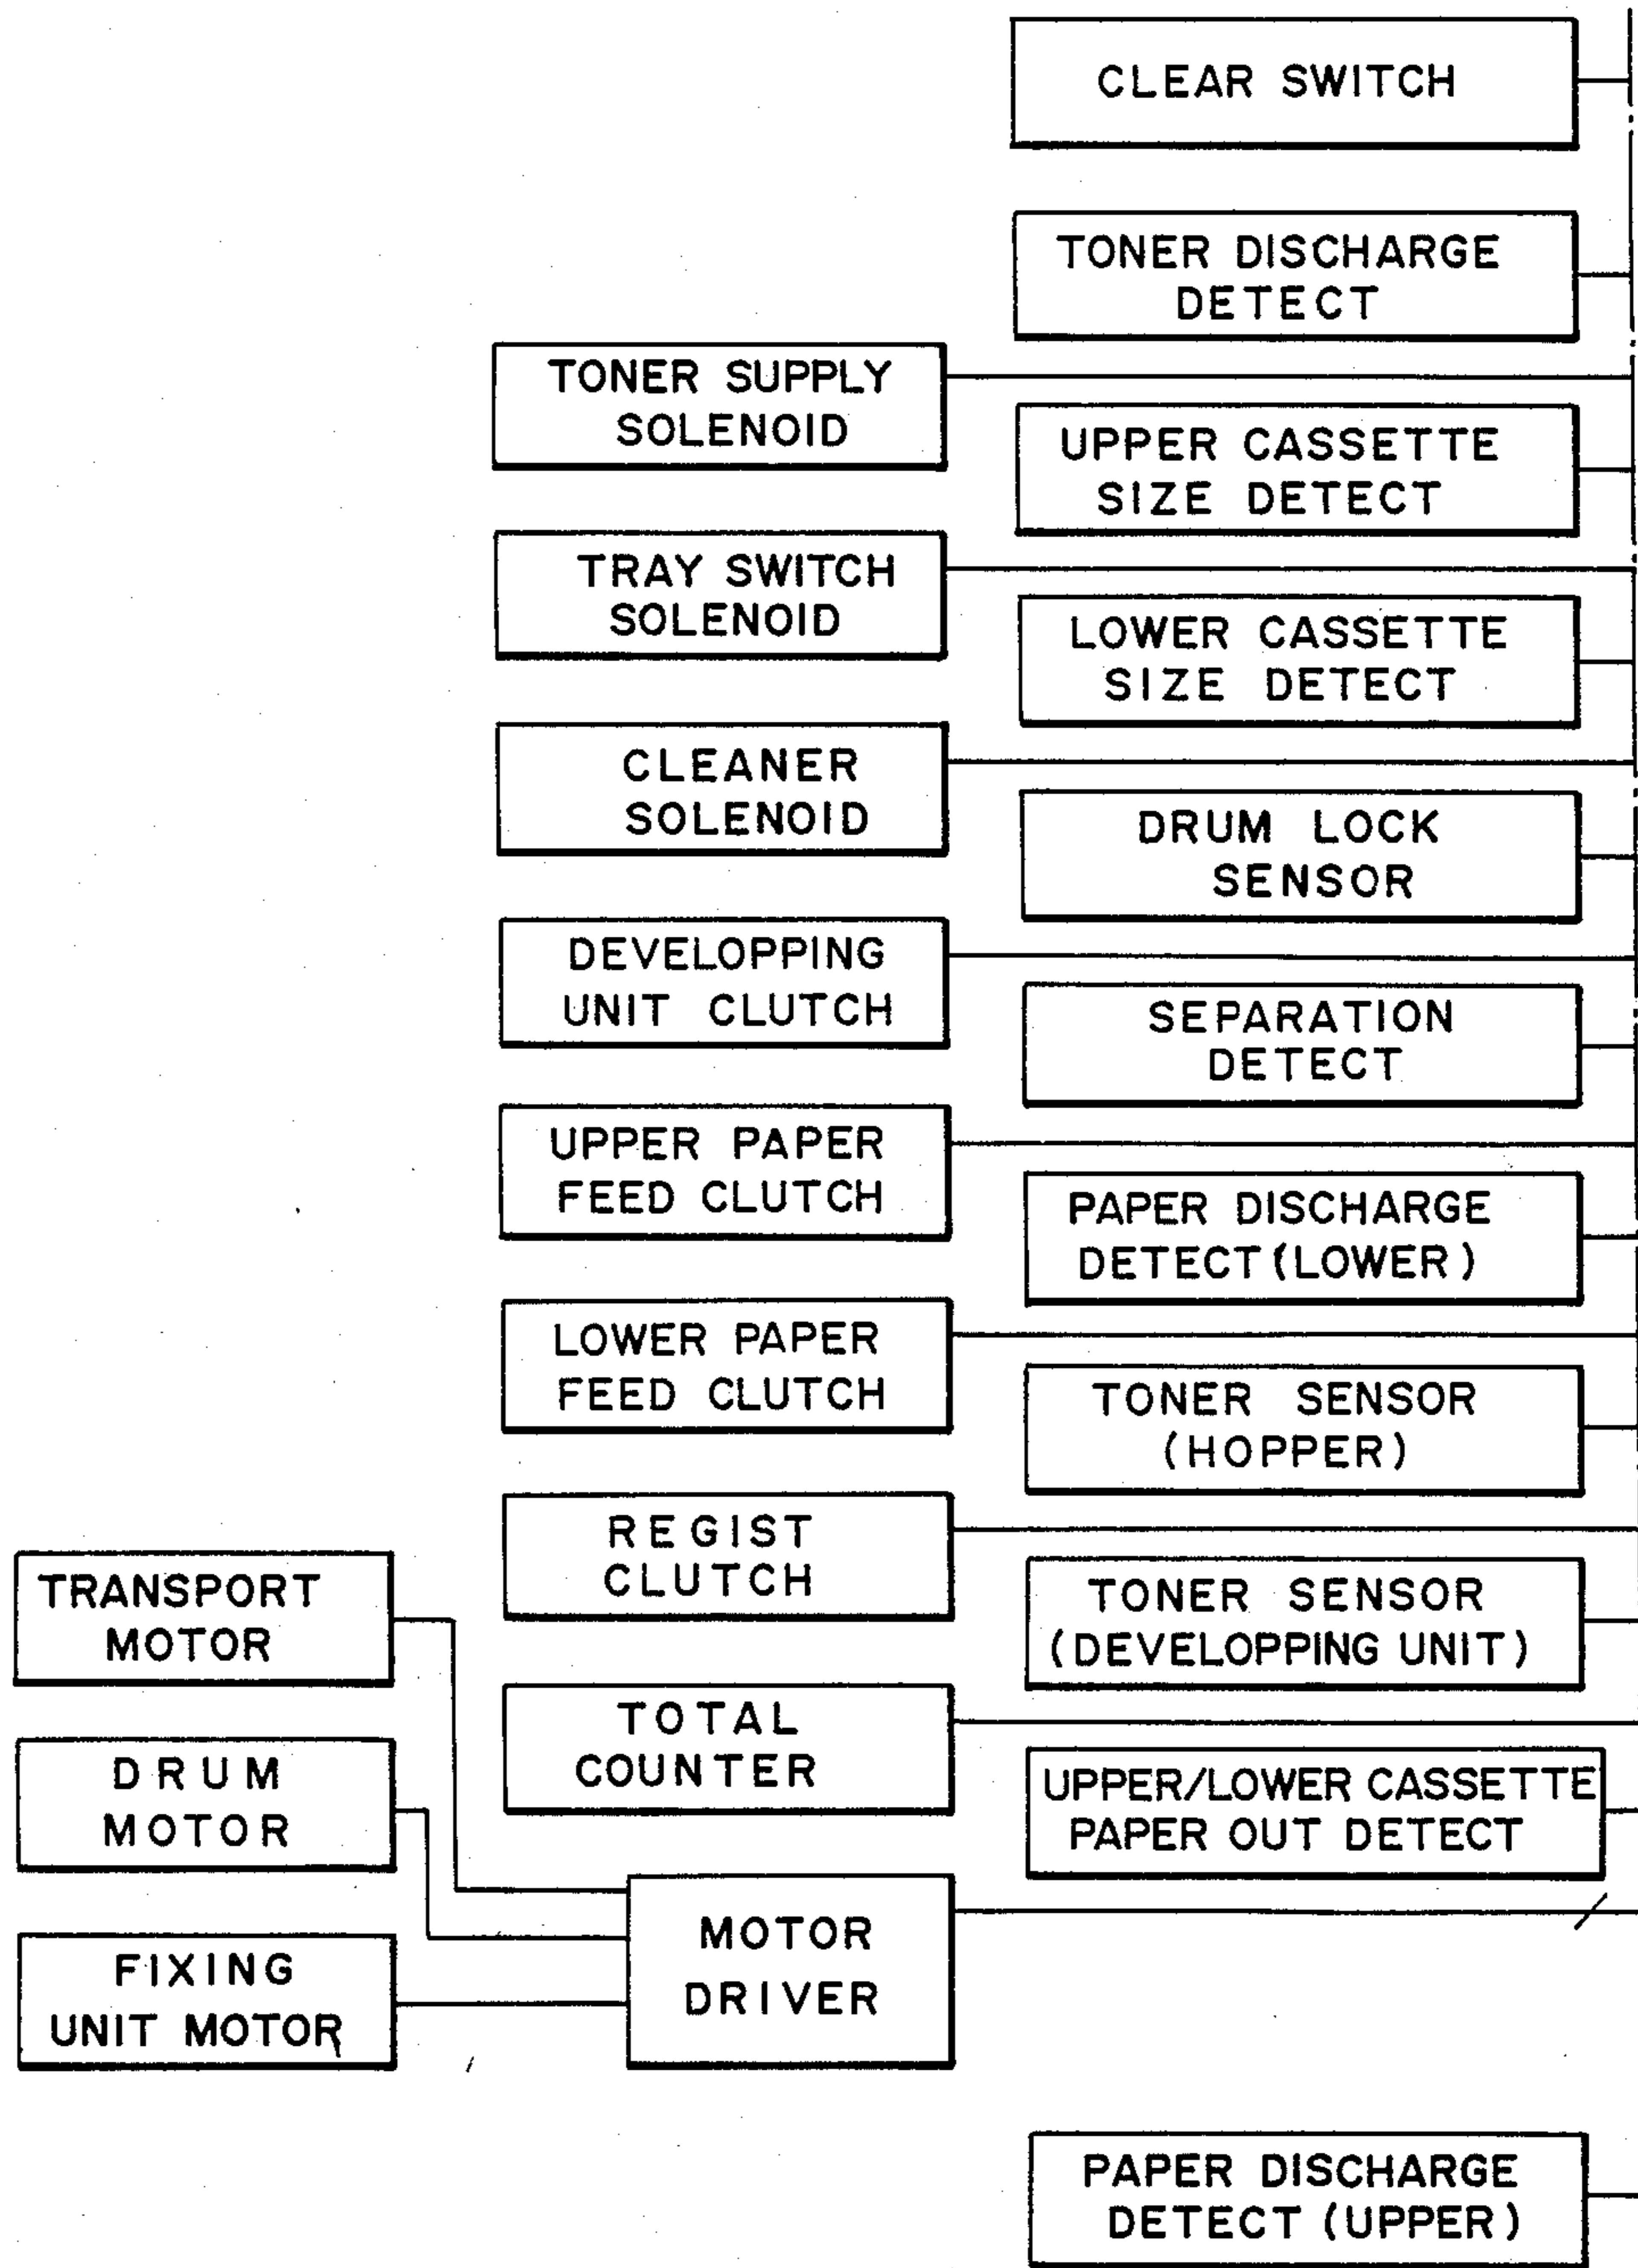 CLEAR SWITCH
TONER DISCHARGE
DETECT
TONER SUPPLY
SOLENOID
UPPER CASSETTE
SIZE DETECT
TRAY SWITCH
SOLENOID
LOWER CASSETTE
SIZE DETECT
CLEANER
SOLENOID
DRUM LOCK
SENSOR
DEVELOPPING
UNIT CLUTCH
SEPARATION
DETECT
UPPER PAPER
FEED CLUTCH
PAPER DISCHARGE
DETECT (LOWER)
LOWER PAPER
FEED CLUTCH
TONER SENSOR
(HOPPER)
REGIST
CLUTCH
TRANSPORT
MOTOR
TONER SENSOR
(DEVELOPPING UNIT)
TOTAL
COUNTER
DRUM
MOTOR
UPPER/LOWER CASSETTE
PAPER OUT DETECT
MOTOR
DRIVER
FIXING
UNIT MOTOR
PAPER DISCHARGE
DETECT (UPPER)